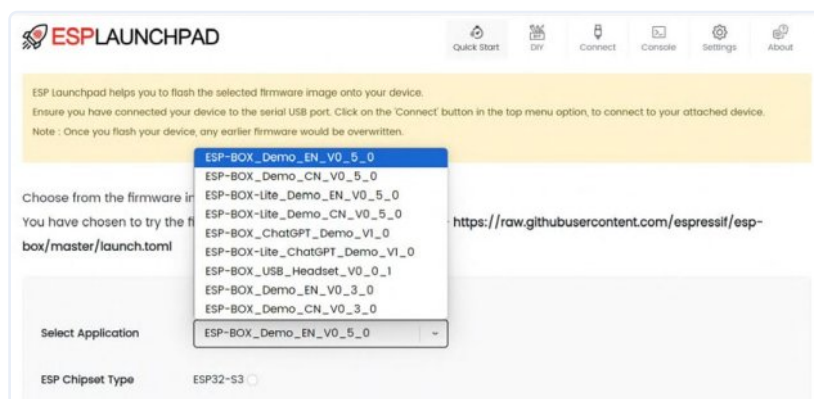 ESPLAUNCHPAD
Quick Start
DIY
Connect
Console
Settings
About
ESP Launchpad helps you to flash the selected firmware image onto your device.
Ensure you have connected your device to the serial USB port. Click on the 'Connect' button in the top menu option, to connect to your attached device.
Note : Once you flash your device, any earlier firmware would be overwritten.
ESP-BOX_Demo_EN_V0_5_0
ESP-BOX_Demo_CN_V0_5_0
ESP-BOX-Lite_Demo_EN_V0_5_0
ESP-BOX-Lite_Demo_CN_V0_5_0
ESP-BOX_ChatGPT_Demo_V1_0
ESP-BOX-Lite_ChatGPT_Demo_V1_0
ESP-BOX_USB_Headset_V0_0_1
ESP-BOX_Demo_EN_V0_3_0
ESP-BOX_Demo_CN_V0_3_0
Choose from the firmware
You have chosen to try the https://raw.githubusercontent.com/espressif/esp-
box/master/launch.toml
Select Application
ESP-BOX_Demo_EN_V0_5_0
ESP Chipset Type
ESP32-S3